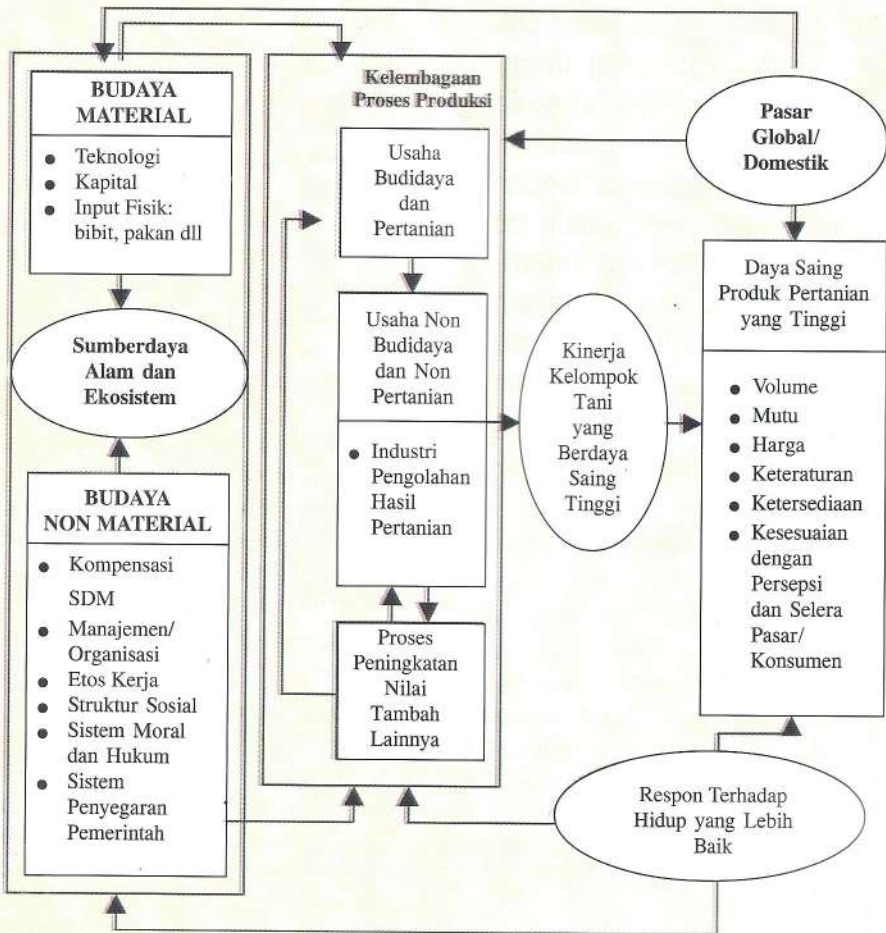 BUDAYA
MATERIAL
● Teknologi
● Kapital
● Input Fisik:
bibit, pakan dll
Sumberdaya
Alam dan
Ekosistem
BUDAYA
NON MATERIAL
● Kompensasi
SDM
● Manajemen/
Organisasi
● Etos Kerja
● Struktur Sosial
● Sistem Moral
dan Hukum
● Sistem
Penyegaran
Pemerintah
Kelembagaan
Proses Produksi
Usaha
Budidaya
dan
Pertanian
Usaha Non
Budidaya
dan Non
Pertanian
● Industri
Pengolahan
Hasil
Pertanian
Proses
Peningkatan
Nilai
Tambah
Lainnya
Kinerja
Kelompok
Tani
yang
Berdaya
Saing
Tinggi
Pasar
Global/
Domestik
Daya Saing
Produk Pertanian
yang Tinggi
● Volume
● Mutu
● Harga
● Keteraturan
● Ketersediaan
● Kesesuaian
dengan
Persepsi
dan Selera
Pasar/
Konsumen
Respon Terhadap
Hidup yang Lebih
Baik